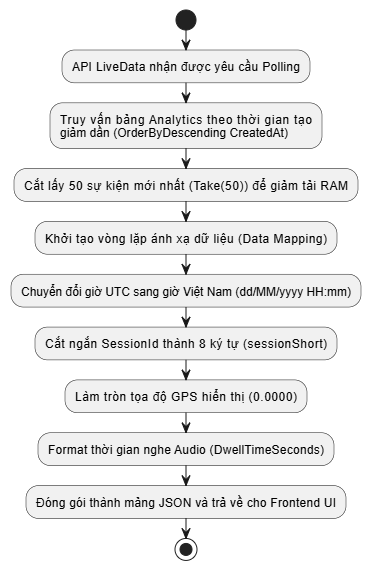 API LiveData nhận được yêu cầu Polling
Truy vấn bảng Analytics theo thời gian tạo
giảm dần (OrderByDescending CreatedAt)
Cắt lấy 50 sự kiện mới nhất (Take(50)) để giảm tải RAM
Khởi tạo vòng lặp ánh xạ dữ liệu (Data Mapping)
Chuyển đổi giờ UTC sang giờ Việt Nam (dd/MM/yyyy HH:mm)
Cắt ngắn SessionId thành 8 ký tự (sessionShort)
Làm tròn tọa độ GPS hiển thị (0.0000)
Format thời gian nghe Audio (DwellTimeSeconds)
Đóng gói thành mảng JSON và trả về cho Frontend UI